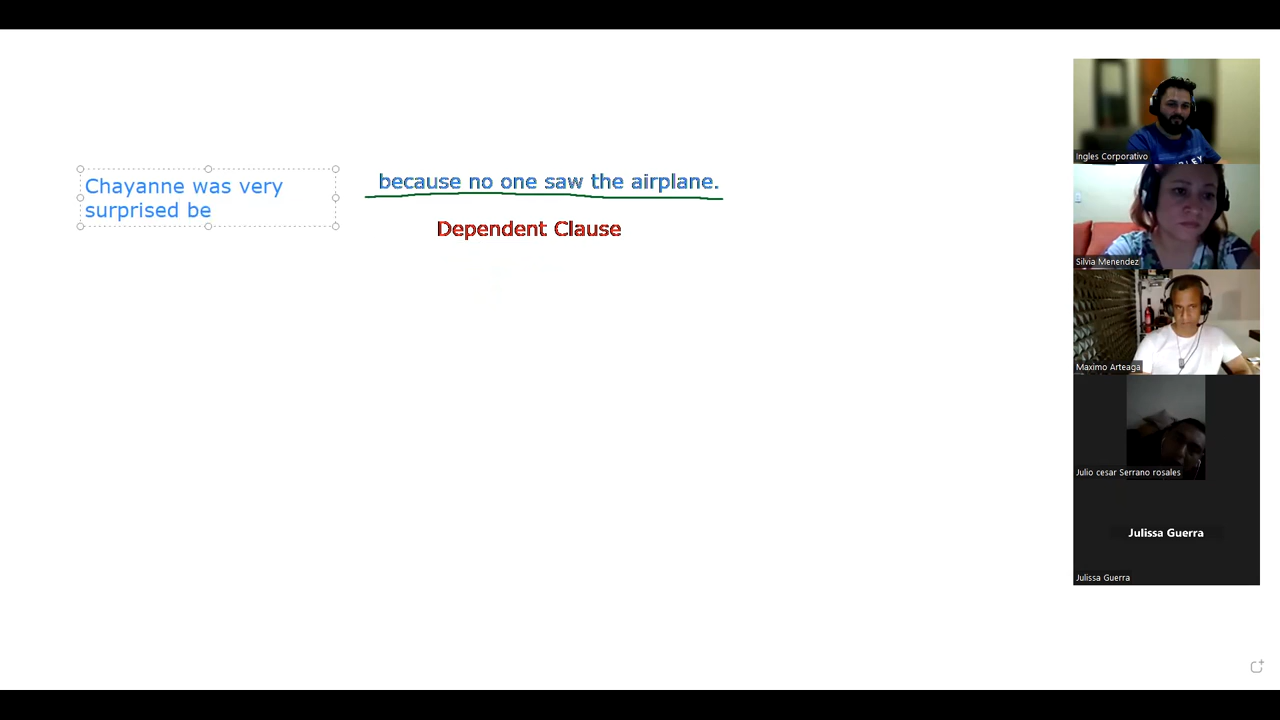 Chayanne was very
surprised be
because no one saw the airplane.
Dependent Clause
Ingles Corporativo
Silvia Menendez
Maximo Arteaga
Julio cesar Serrano rosales
Julissa Guerra
Julissa Guerra